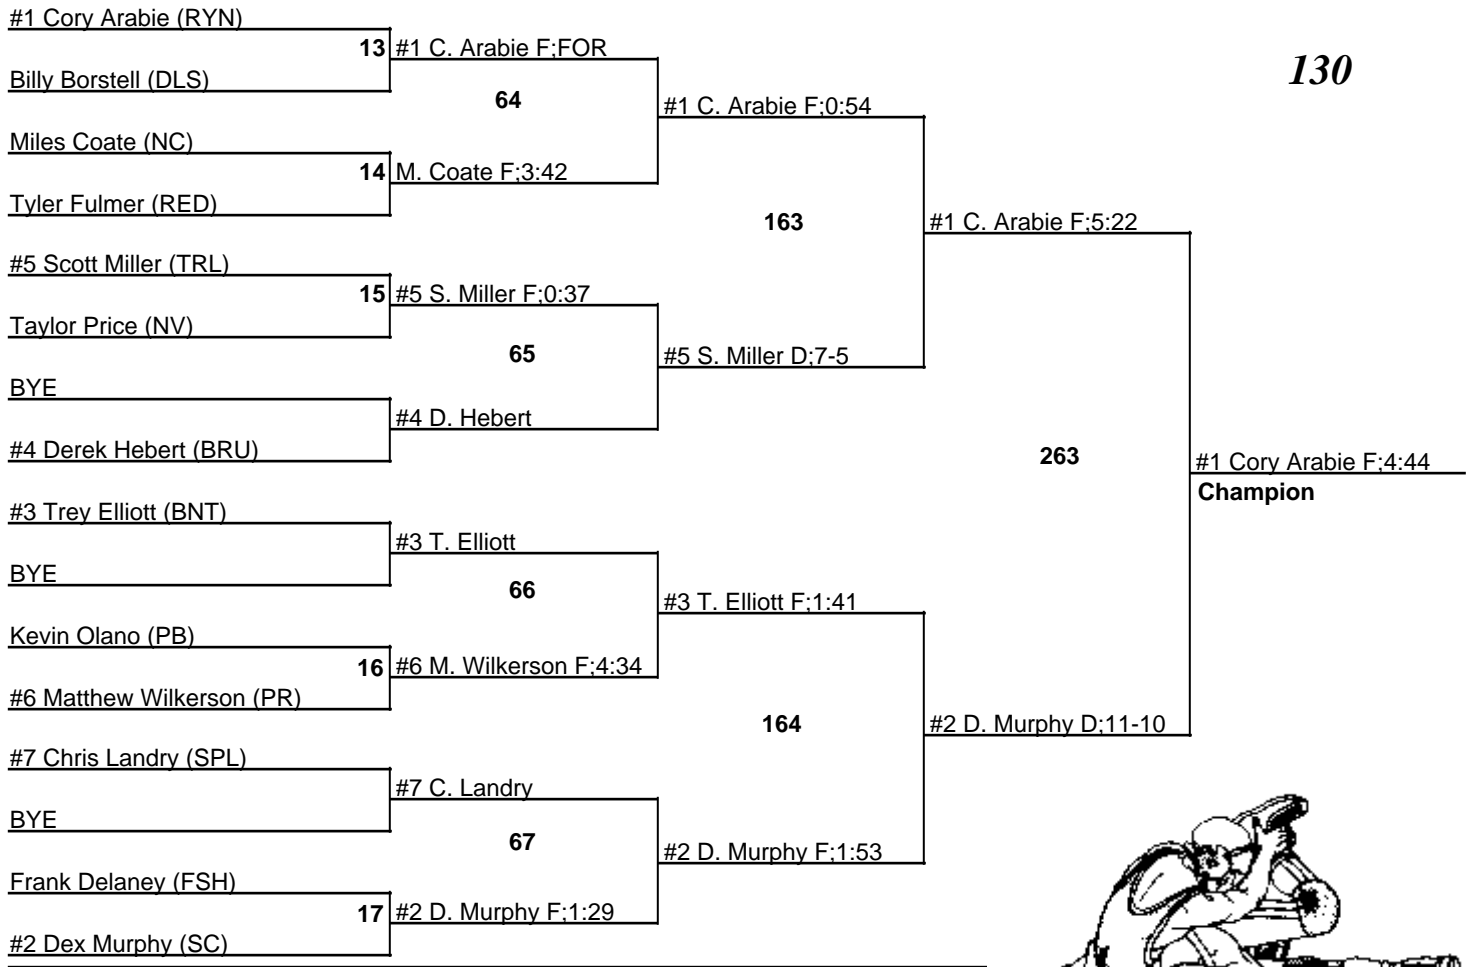 #1 Cory Arabie (RYN)
13 #1 C. Arabie F;FOR
130
Billy Borstell (DLS)
64
#1 C. Arabie F;0:54
Miles Coate (NC)
14 M. Coate F;3:42
Tyler Fulmer (RED)
163
#1 C. Arabie F;5:22
#5 Scott Miller (TRL)
15 #5 S. Miller F;0:37
Taylor Price (NV)
65
#5 S. Miller D;7-5
BYE
#4 D. Hebert
#4 Derek Hebert (BRU)
263
#1 Cory Arabie F;4:44
Champion
#3 Trey Elliott (BNT)
#3 T. Elliott
BYE
66
#3 T. Elliott F;1:41
Kevin Olano (PB)
16 #6 M. Wilkerson F;4:34
#6 Matthew Wilkerson (PR)
164
#2 D. Murphy D;11-10
#7 Chris Landry (SPL)
#7 C. Landry
BYE
67
#2 D. Murphy F;1:53
Frank Delaney (FSH)
17 #2 D. Murphy F;1:29
#2 Dex Murphy (SC)